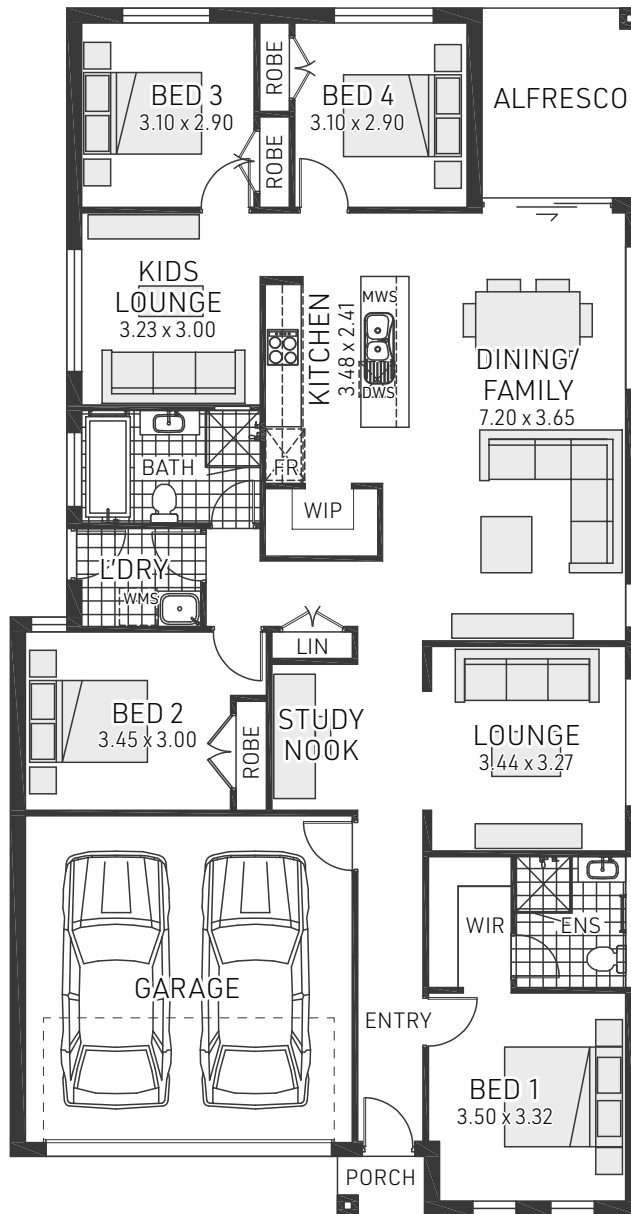 BED 3
3.10 x 2.90
ROBE
BED 4
3.10 x 2.90
ALFRESCO
ROBE
KIDS
LOUNGE
3.23 x 3.00
KITCHEN
3.48 x 2.41
MWS
D.W.S
DINING/
FAMILY
7.20 x 3.65
BATH
FR
WIP
L'DRY
WMS
LIN
BED 2
3.45 x 3.00
ROBE
STUDY
NOOK
LOUNGE
3.44 x 3.27
WIR
ENS
GARAGE
ENTRY
BED 1
3.50 x 3.32
PORCH